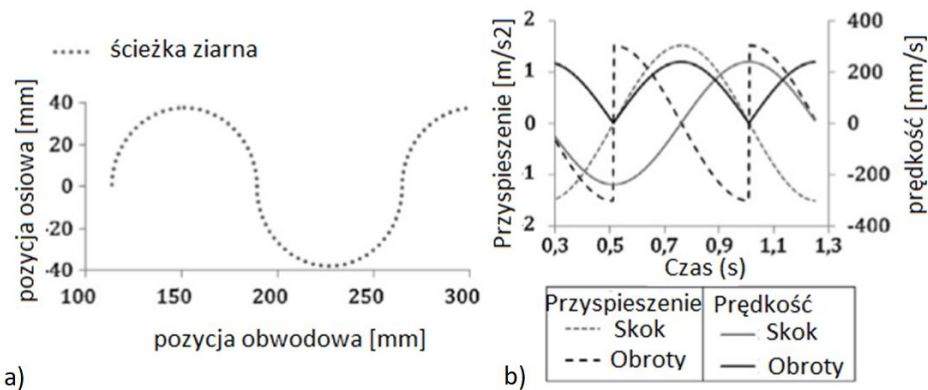 ścieżka ziarna
pozycja osiowa [mm]
40
20
0
-20
-40
100
150
200
250
300
pozycja obwodowa [mm]
a)
Przyspieszenie [m/s2]
2
1
0
1
2
400
200
0
-200
-400
prędkość [mm/s]
0,3
0,5
0,7
0,9
1,1
1,3
Czas (s)
Przyspieszenie
Skok
Obroty
Prędkość
Skok
Obroty
b)